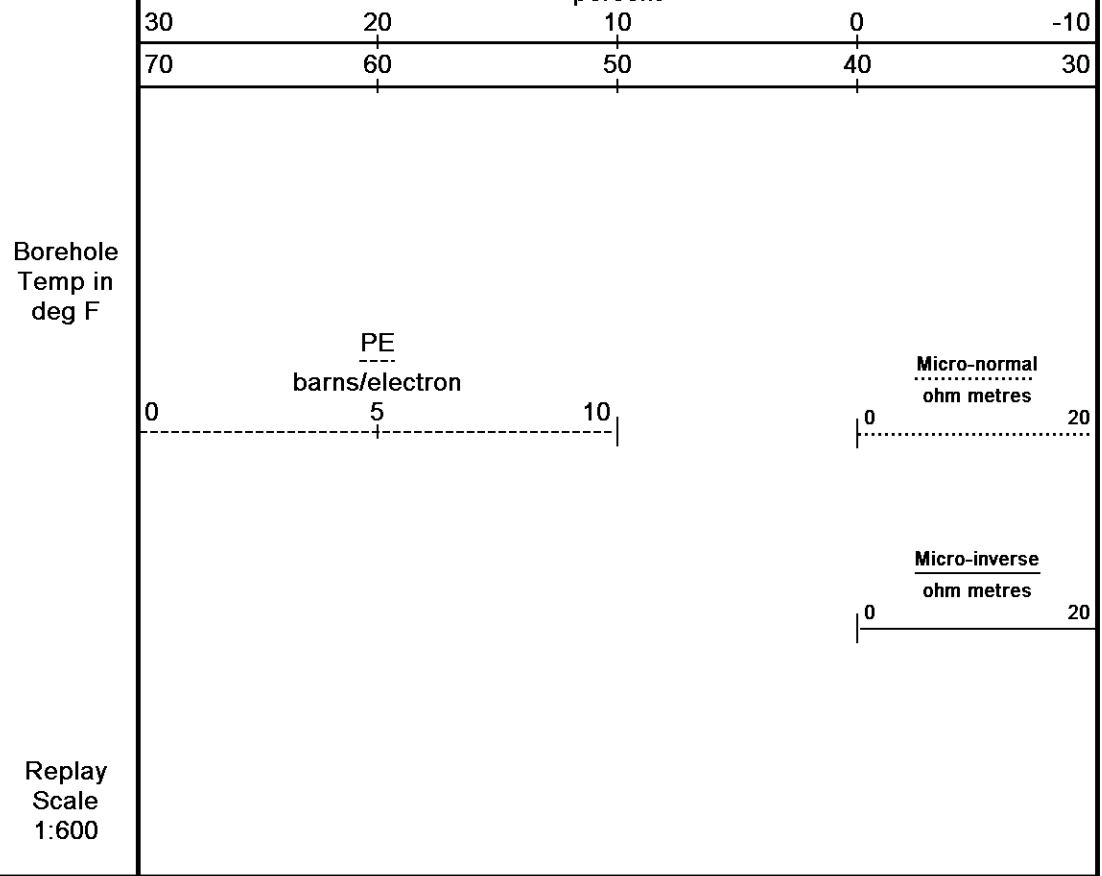 percent
30 20 10 0 -10
70 60 50 40 30
Borehole
Temp in
deg F
PE
barns/electron
0 5 10
Micro-normal
ohm metres
0 20
Micro-inverse
ohm metres
0 20
Replay
Scale
1:600